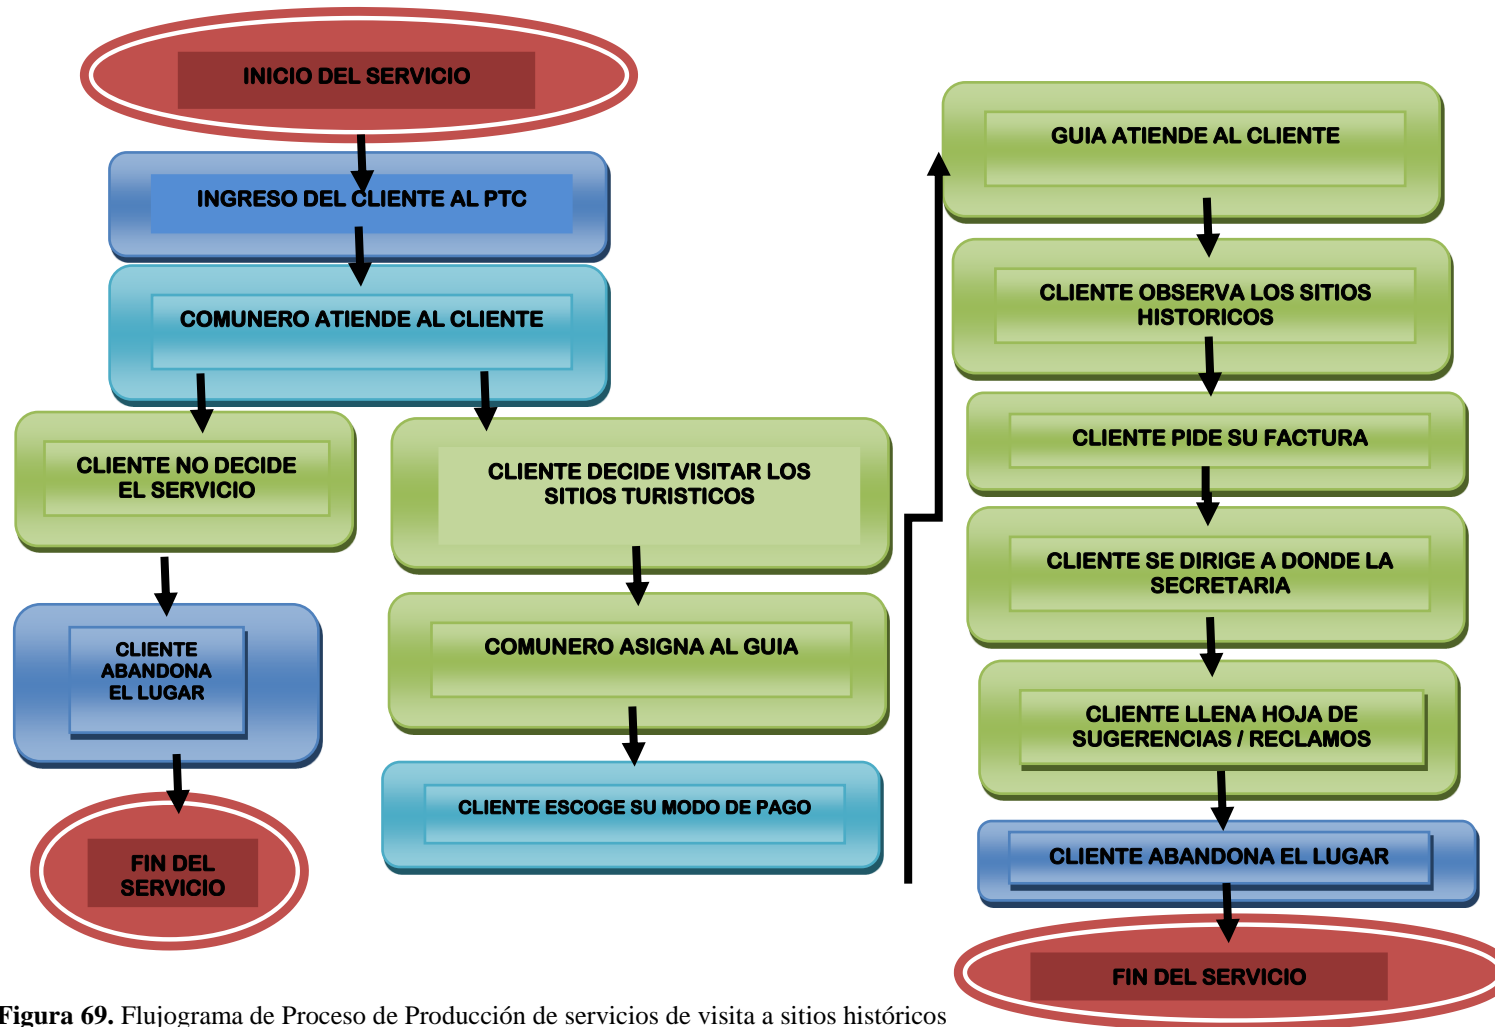 INICIO DEL SERVICIO
INGRESO DEL CLIENTE AL PTC
COMUNERO ATIENDE AL CLIENTE
CLIENTE NO DECIDE
EL SERVICIO
CLIENTE
ABANDONA
EL LUGAR
FIN DEL
SERVICIO
CLIENTE DECIDE VISITAR LOS
SITIOS TURISTICOS
COMUNERO ASIGNA AL GUIA
CLIENTE ESCOGE SU MODO DE PAGO
GUIA ATIENDE AL CLIENTE
CLIENTE OBSERVA LOS SITIOS
HISTORICOS
CLIENTE PIDE SU FACTURA
CLIENTE SE DIRIGE A DONDE LA
SECRETARIA
CLIENTE LLENA HOJA DE
SUGERENCIAS / RECLAMOS
CLIENTE ABANDONA EL LUGAR
FIN DEL SERVICIO
Figura 69. Flujograma de Proceso de Producción de servicios de visita a sitios históricos